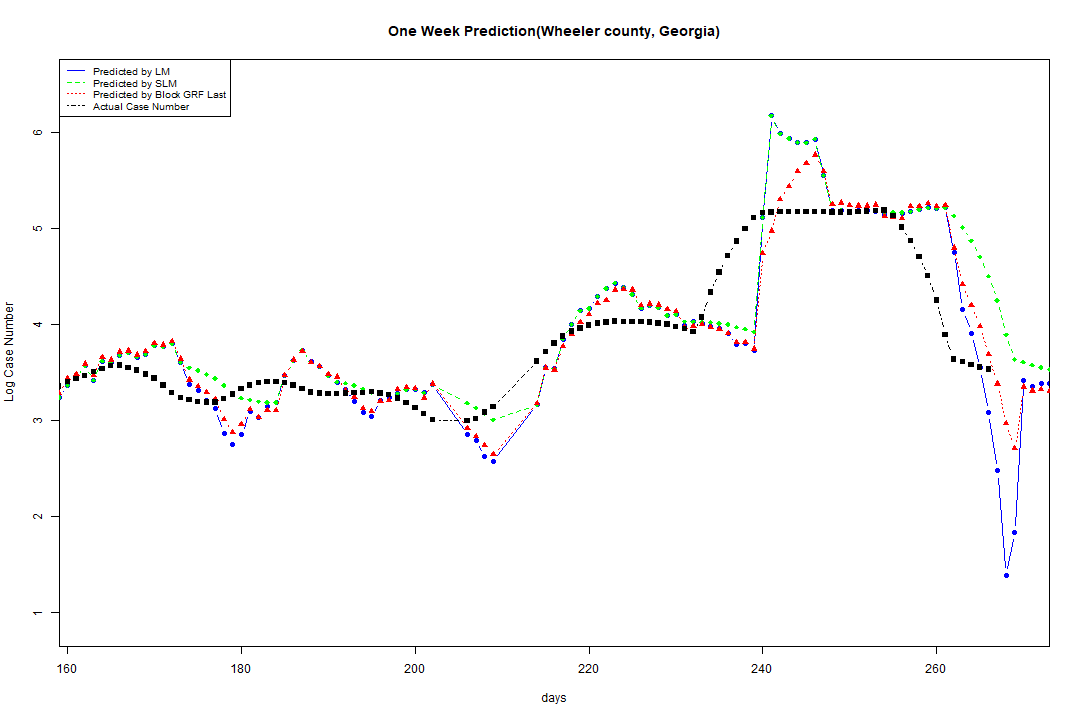 One Week Prediction(Wheeler county, Georgia)
Predicted by LM
Predicted by SLM
Predicted by Block GRF Last
Actual Case Number
6
5
4
3
2
1
Log Case Number
160 180 200 220 240 260
days